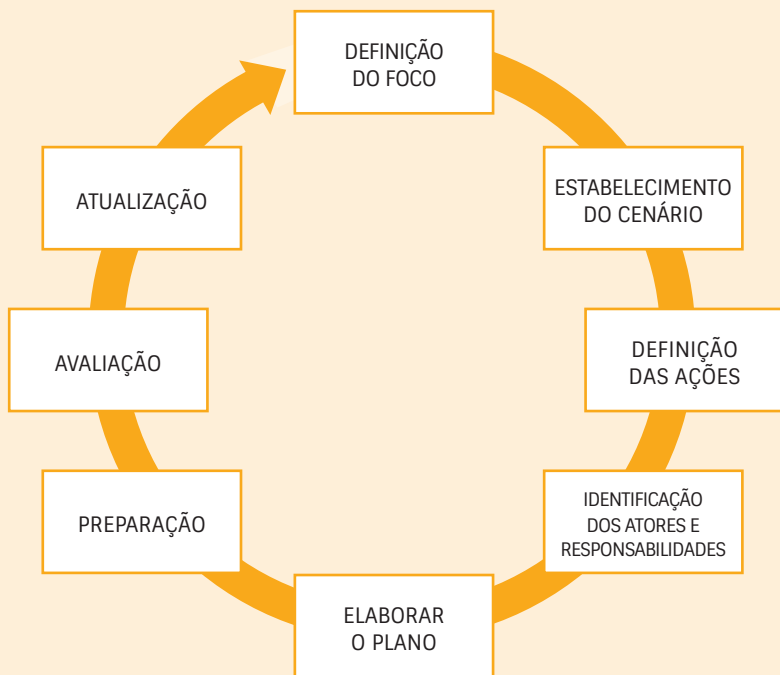 DEFINIÇÃO
DO FOCO
ESTABELECIMENTO
DO CENÁRIO
DEFINIÇÃO
DAS AÇÕES
IDENTIFICAÇÃO
DOS ATORES E
RESPONSABILIDADES
ELABORAR
O PLANO
PREPARAÇÃO
AVALIAÇÃO
ATUALIZAÇÃO